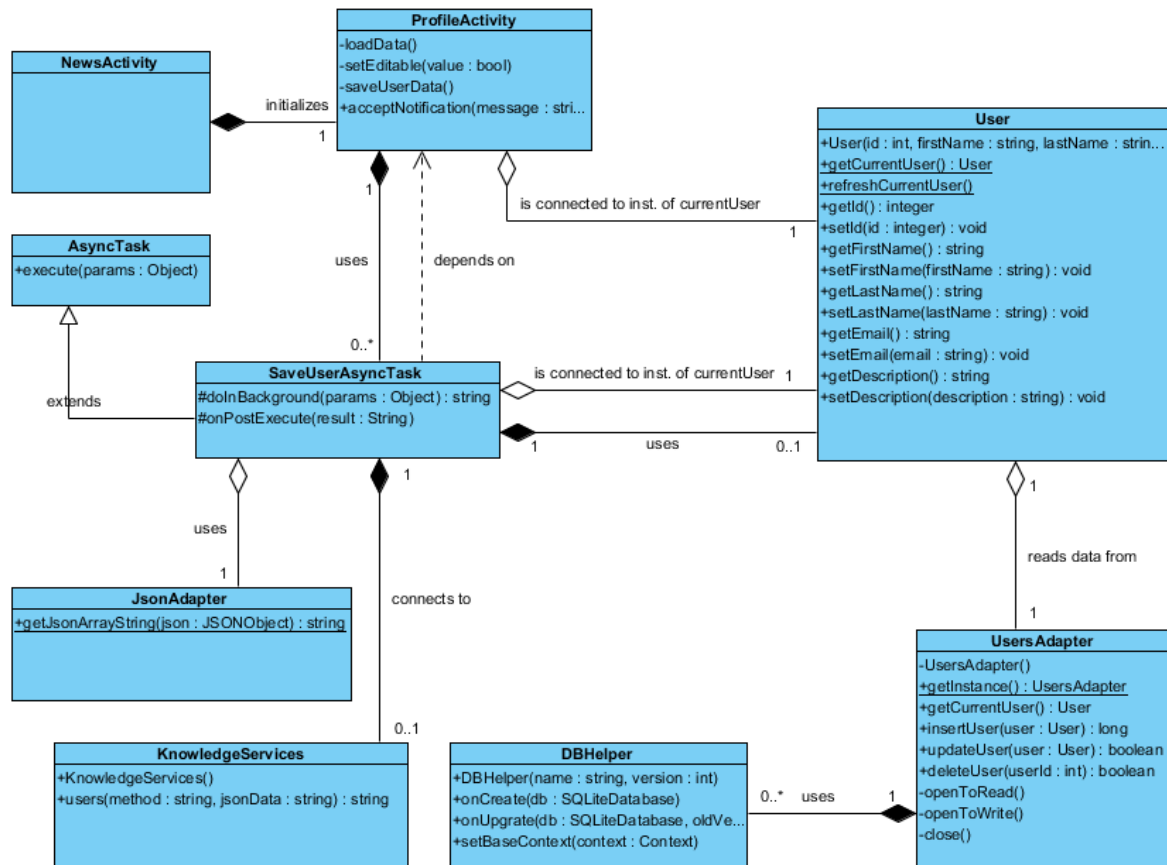 ProfileActivity
-loadData()
-setEditable(value : bool)
-saveUserData()
+acceptNotification(message : stri...
NewsActivity
initializes
1
1
User
+User(id : int, firstName : string, lastName : strin...
+getCurrentUser() : User
+refreshCurrentUser()
+getId() : integer
+setId(id : integer) : void
+getFirstName() : string
+setFirstName(firstName : string) : void
+getLastName() : string
+setLastName(lastName : string) : void
+getEmail() : string
+setEmail(email : string) : void
+getDescription() : string
+setDescription(description : string) : void
is connected to inst. of currentUser
1
AsyncTask
+execute(params : Object)
uses
depends on
0..*
extends
SaveUserAsyncTask
#doInBackground(params : Object) : string
#onPostExecute(result : String)
is connected to inst. of currentUser
1
1
uses
0..1
1
1
uses
1
reads data from
1
JsonAdapter
+getJsonArrayString(json : JSONObject) : string
connects to
0..1
UsersAdapter
-UsersAdapter()
+getInstance() : UsersAdapter
+getCurrentUser() : User
+insertUser(user : User) : long
+updateUser(user : User) : boolean
+deleteUser(userId : int) : boolean
-openToRead()
-openToWrite()
-close()
KnowledgeServices
+KnowledgeServices()
+users(method : string, jsonData : string) : string
DBHelper
+DBHelper(name : string, version : int)
+onCreate(db : SQLiteDatabase)
+onUpgrate(db : SQLiteDatabase, oldVe...
+setBaseContext(context : Context)
0..* uses 1